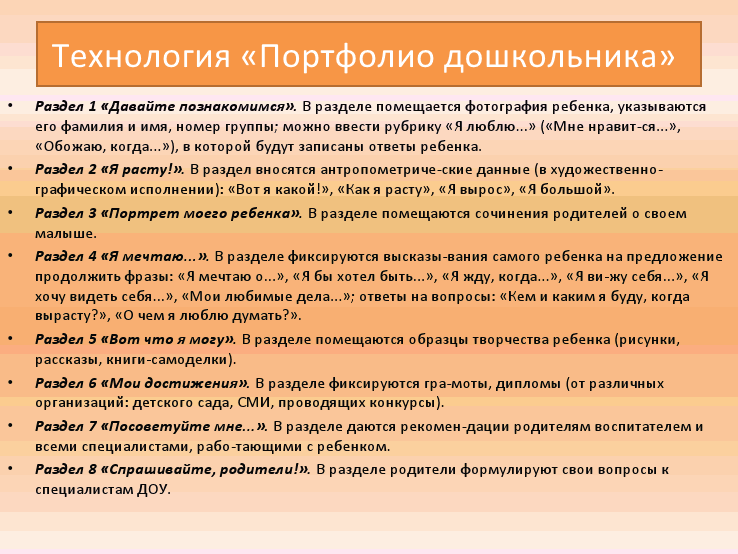 Технология «Портфолио дошкольника»
• Раздел 1 «Давайте познакомимся». В разделе помещается фотография ребенка, указываются
его фамилия и имя, номер группы; можно ввести рубрику «Я люблю...» («Мне нравит-ся...»,
«Обожаю, когда...»), в которой будут записаны ответы ребенка.
• Раздел 2 «Я расту!». В раздел вносятся антропометриче-ские данные (в художественно-
графическом исполнении): «Вот я какой!», «Как я расту», «Я вырос», «Я большой».
• Раздел 3 «Портрет моего ребенка». В разделе помещаются сочинения родителей о своем
малыше.
• Раздел 4 «Я мечтаю...». В разделе фиксируются высказы-вания самого ребенка на предложение
продолжить фразы: «Я мечтаю о...», «Я бы хотел быть...», «Я жду, когда...», «Я ви-жу себя...», «Я
хочу видеть себя...», «Мои любимые дела...»; ответы на вопросы: «Кем и каким я буду, когда
вырасту?», «О чем я люблю думать?».
• Раздел 5 «Вот что я могу». В разделе помещаются образцы творчества ребенка (рисунки,
рассказы, книги-самоделки).
• Раздел 6 «Мои достижения». В разделе фиксируются гра-моты, дипломы (от различных
организаций: детского сада, СМИ, проводящих конкурсы).
• Раздел 7 «Посоветуйте мне...». В разделе даются рекомен-дации родителям воспитателем и
всеми специалистами, рабо-тающими с ребенком.
• Раздел 8 «Спрашивайте, родители!». В разделе родители формулируют свои вопросы к
специалистам ДОУ.